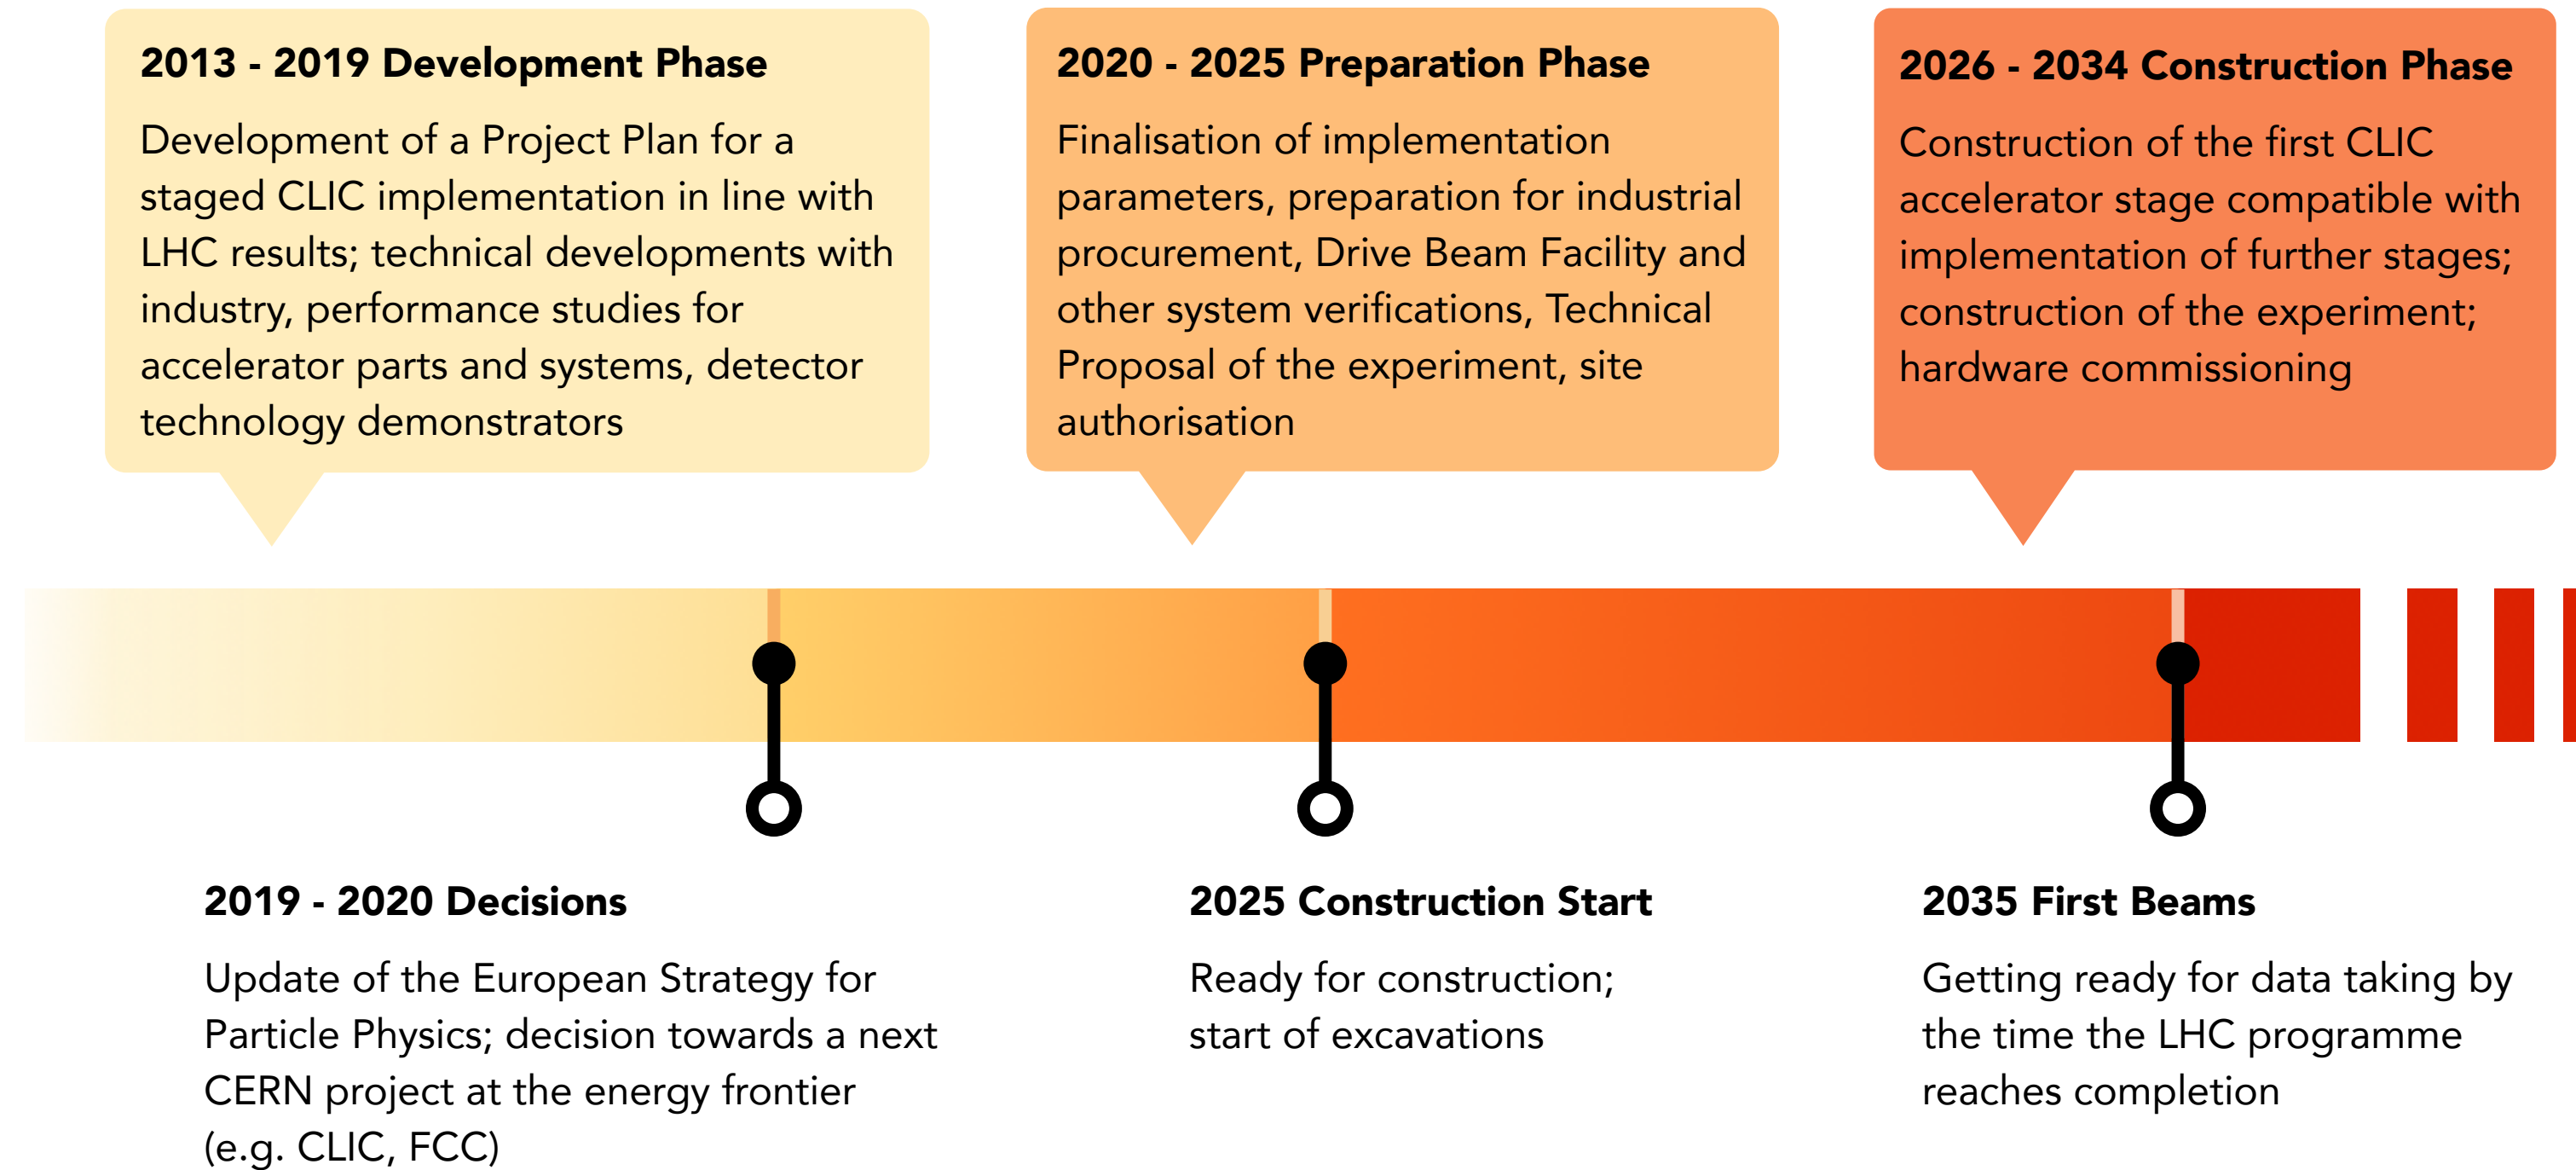 2013 - 2019 Development Phase
Development of a Project Plan for a
staged CLIC implementation in line with
LHC results; technical developments with
industry, performance studies for
accelerator parts and systems, detector
technology demonstrators
2020 - 2025 Preparation Phase
Finalisation of implementation
parameters, preparation for industrial
procurement, Drive Beam Facility and
other system verifications, Technical
Proposal of the experiment, site
authorisation
2026 - 2034 Construction Phase
Construction of the first CLIC
accelerator stage compatible with
implementation of further stages;
construction of the experiment;
hardware commissioning
2019 - 2020 Decisions
Update of the European Strategy for
Particle Physics; decision towards a next
CERN project at the energy frontier
(e.g. CLIC, FCC)
2025 Construction Start
Ready for construction;
start of excavations
2035 First Beams
Getting ready for data taking by
the time the LHC programme
reaches completion